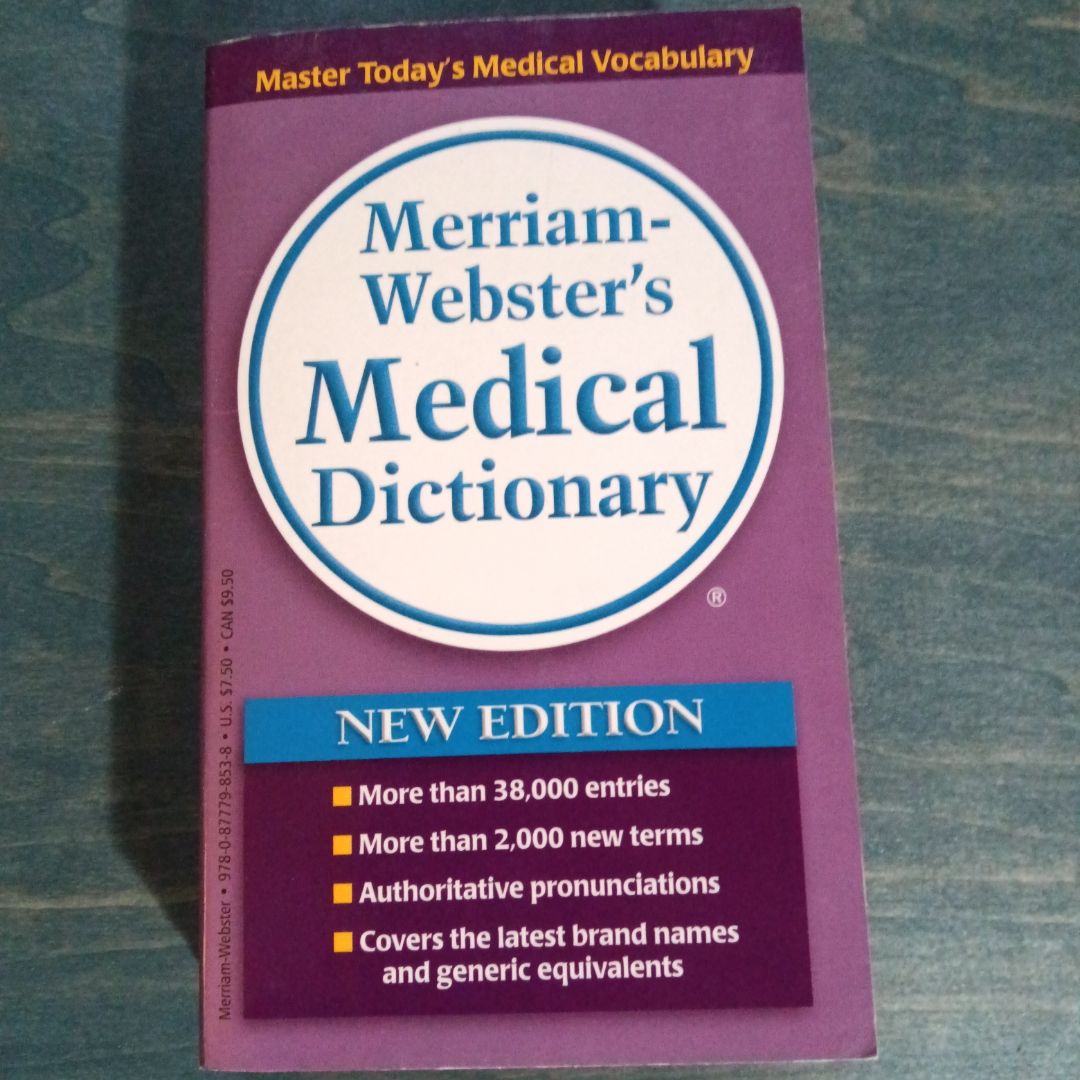 Master Today's Medical Vocabulary
Merriam-
Webster's
Medical
Dictionary
®
NEW EDITION
■ More than 38,000 entries
■ More than 2,000 new terms
■ Authoritative pronunciations
■ Covers the latest brand names
and generic equivalents
Merriam-Webster • 978-0-87779-853-8 • U.S. $7.50 • CAN $9.50